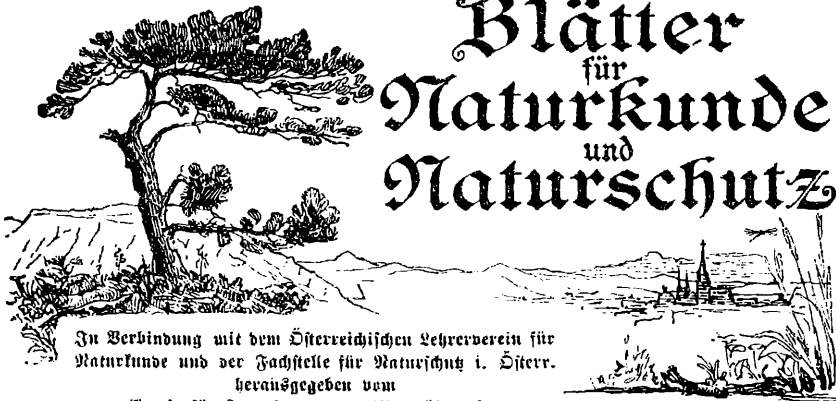 Blätter
für
Naturkunde
und
Naturschutz
In Verbindung mit dem Österreichischen Lehrerverein für
Naturkunde und der Fachstelle für Naturschutz i. Österr.
herausgegeben vom